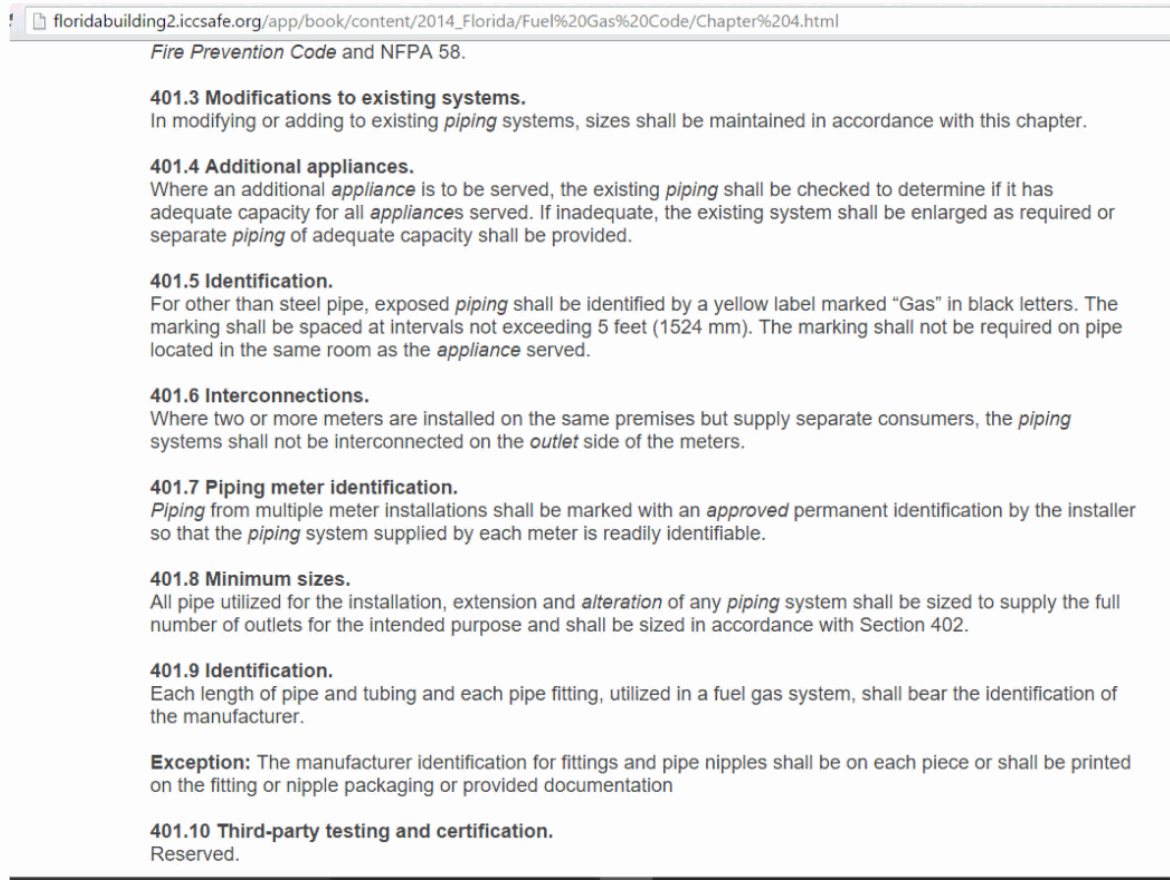 floridabuilding2.iccsafe.org/app/book/content/2014_Florida/Fuel%20Gas%20Code/Chapter%204.html
Fire Prevention Code and NFPA 58.
401.3 Modifications to existing systems.
In modifying or adding to existing piping systems, sizes shall be maintained in accordance with this chapter.
401.4 Additional appliances.
Where an additional appliance is to be served, the existing piping shall be checked to determine if it has
adequate capacity for all appliances served. If inadequate, the existing system shall be enlarged as required or
separate piping of adequate capacity shall be provided.
401.5 Identification.
For other than steel pipe, exposed piping shall be identified by a yellow label marked “Gas” in black letters. The
marking shall be spaced at intervals not exceeding 5 feet (1524 mm). The marking shall not be required on pipe
located in the same room as the appliance served.
401.6 Interconnections.
Where two or more meters are installed on the same premises but supply separate consumers, the piping
systems shall not be interconnected on the outlet side of the meters.
401.7 Piping meter identification.
Piping from multiple meter installations shall be marked with an approved permanent identification by the installer
so that the piping system supplied by each meter is readily identifiable.
401.8 Minimum sizes.
All pipe utilized for the installation, extension and alteration of any piping system shall be sized to supply the full
number of outlets for the intended purpose and shall be sized in accordance with Section 402.
401.9 Identification.
Each length of pipe and tubing and each pipe fitting, utilized in a fuel gas system, shall bear the identification of
the manufacturer.
Exception: The manufacturer identification for fittings and pipe nipples shall be on each piece or shall be printed
on the fitting or nipple packaging or provided documentation
401.10 Third-party testing and certification.
Reserved.